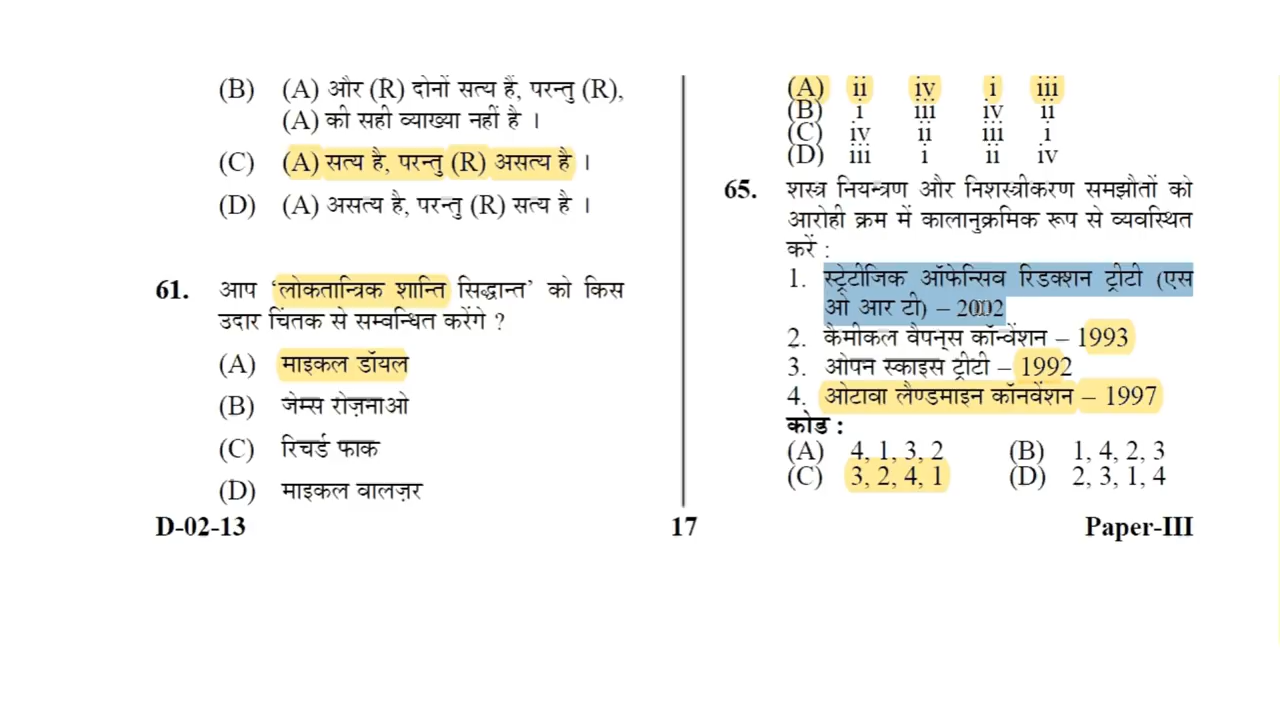 (B) (A) और (R) दोनों सत्य हैं, परन्तु (R),
(A) की सही व्याख्या नहीं है ।
(C) (A) सत्य है, परन्तु (R) असत्य है ।
(D) (A) असत्य है, परन्तु (R) सत्य है ।
61. आप ‘लोकतान्त्रिक शान्ति सिद्धान्त’ को किस
उदार चिंतक से सम्बन्धित करेंगे ?
(A) माइकल डॉयल
(B) जेम्स रोज़नाओ
(C) रिचर्ड फाक
(D) माइकल वालज़र
D-02-13
(A) ii iv i iii
(B) i iii iv ii
(C) iv ii iii i
(D) iii i ii iv
65. शस्त्र नियन्त्रण और निशस्त्रीकरण समझौतों को
आरोही क्रम में कालानुक्रमिक रूप से व्यवस्थित
करें :
1. स्ट्रेटीजिक ऑफेन्सिव रिडक्शन ट्रीटी (एस
ओ आर टी) – 2002
2. कैमीकल वैपन्स कॉन्वेंशन – 1993
3. ओपन स्काइस ट्रीटी – 1992
4. ओटावा लैण्डमाइन कॉनवेंशन – 1997
कोड :
(A) 4, 1, 3, 2 (B) 1, 4, 2, 3
(C) 3, 2, 4, 1 (D) 2, 3, 1, 4
17 Paper-III